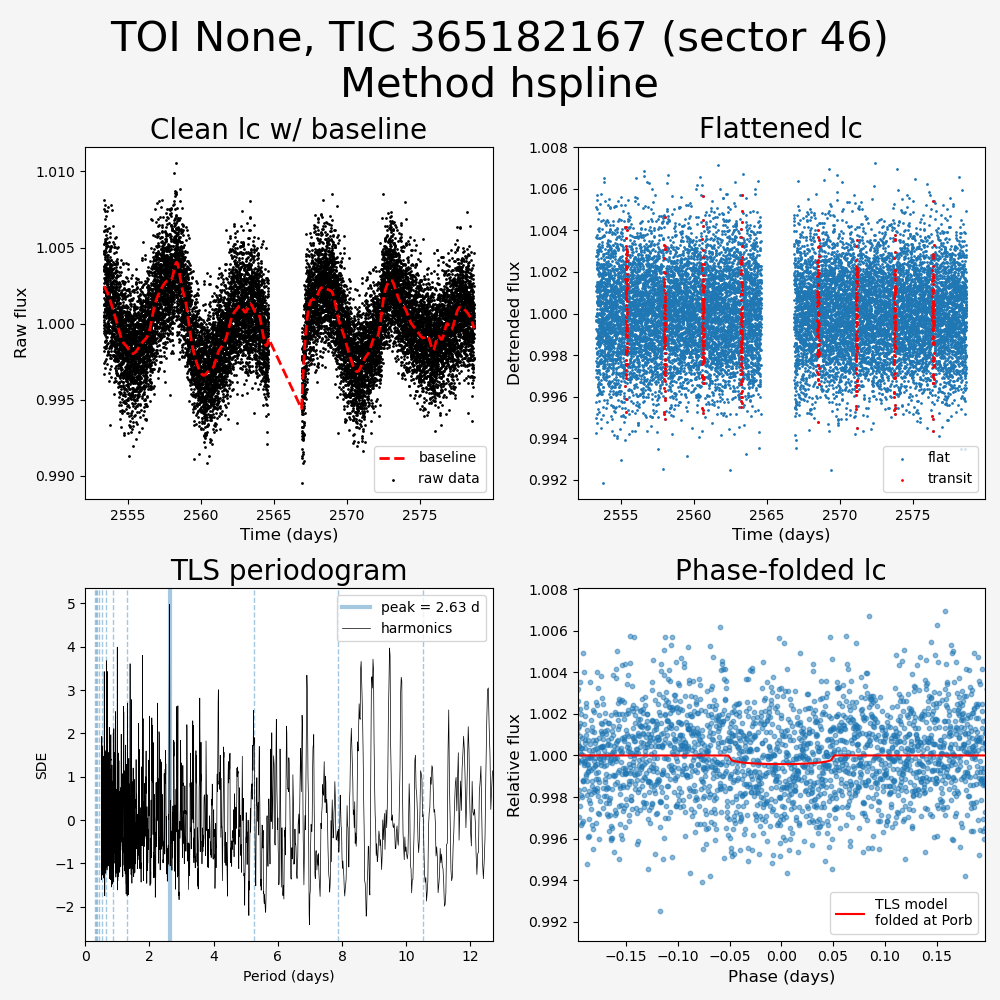 TOI None, TIC 365182167 (sector 46)
Method hspline
Clean lc w/ baseline
Raw flux
1.010
1.005
1.000
0.995
0.990
baseline
raw data
2555
2560
2565
2570
2575
Time (days)
Flattened lc
Detrended flux
1.008
1.006
1.004
1.002
1.000
0.998
0.996
0.994
0.992
flat
transit
2555
2560
2565
2570
2575
Time (days)
TLS periodogram
SDE
5
4
3
2
1
0
−1
−2
peak = 2.63 d
harmonics
0
2
4
6
8
10
12
Period (days)
Phase-folded lc
Relative flux
1.008
1.006
1.004
1.002
1.000
0.998
0.996
0.994
0.992
TLS model
folded at Porb
−0.15
−0.10
−0.05
0.00
0.05
0.10
0.15
Phase (days)